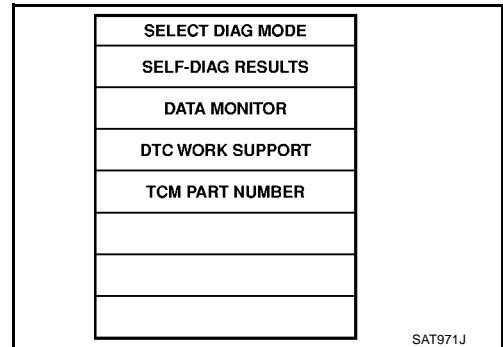 SELECT DIAG MODE
SELF-DIAG RESULTS
DATA MONITOR
DTC WORK SUPPORT
TCM PART NUMBER
SAT971J